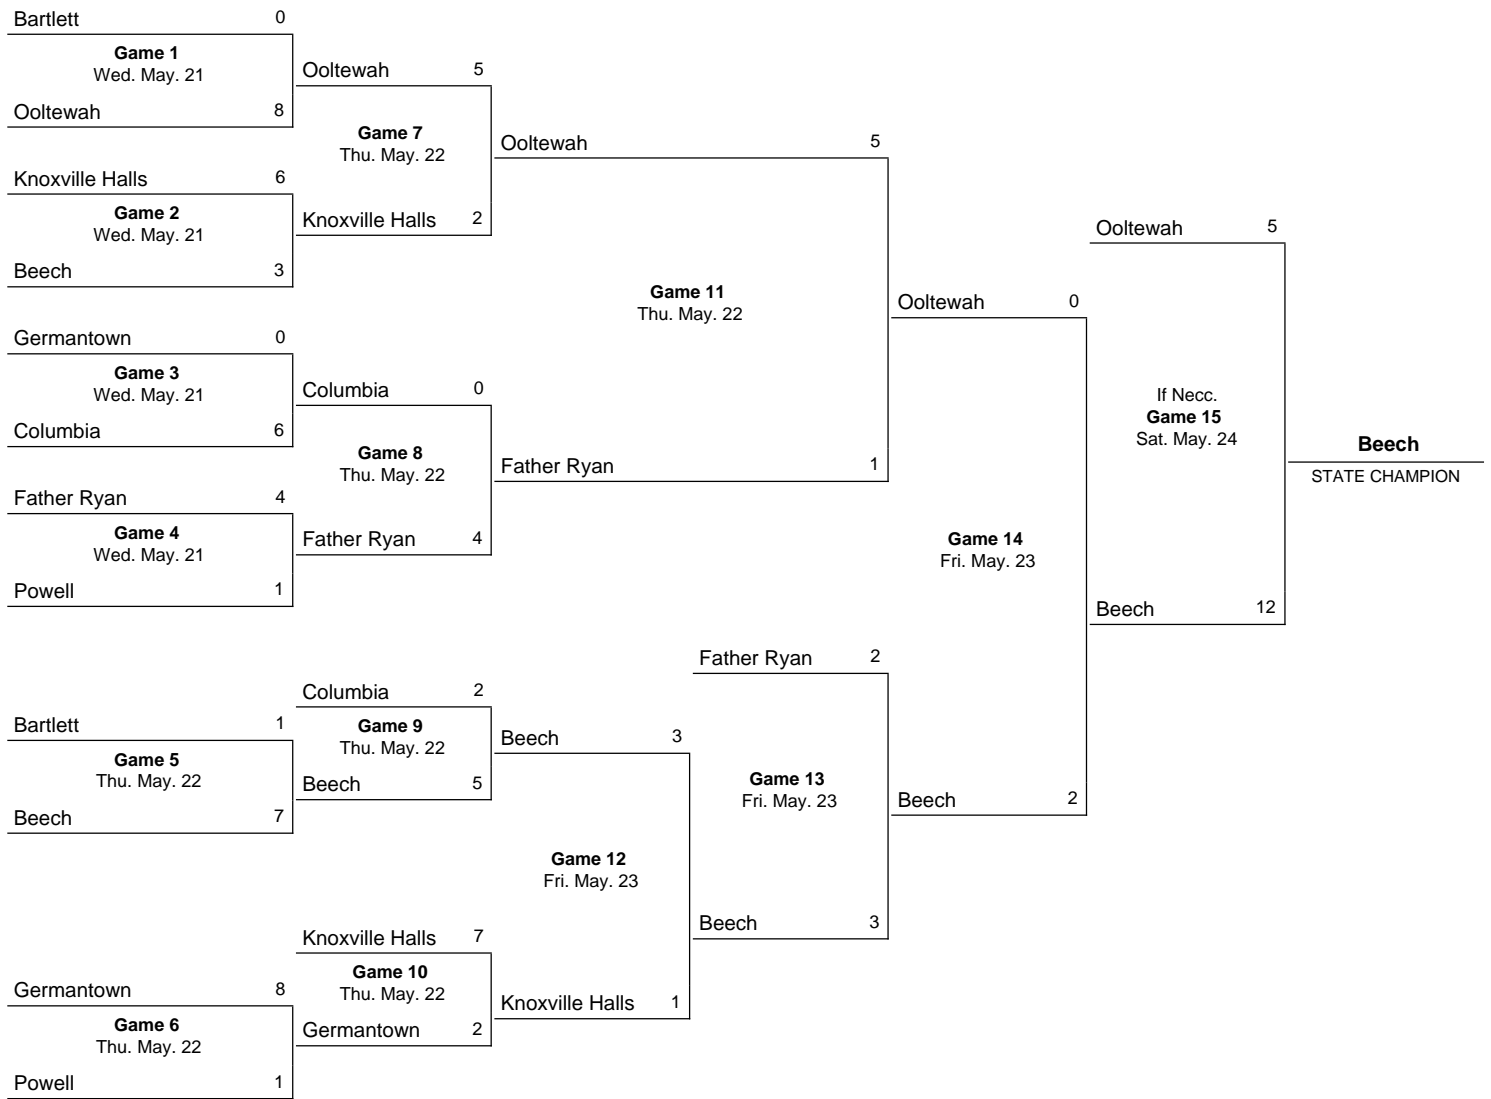 Bartlett 0
Game 1
Wed. May. 21
Ooltewah 8
Knoxville Halls 6
Game 2
Wed. May. 21
Beech 3
Germantown 0
Game 3
Wed. May. 21
Columbia 6
Father Ryan 4
Game 4
Wed. May. 21
Powell 1
Bartlett 1
Game 5
Thu. May. 22
Beech 7
Germantown 8
Game 6
Thu. May. 22
Powell 1
Ooltewah 5
Game 7
Thu. May. 22
Knoxville Halls 2
Columbia 0
Game 8
Thu. May. 22
Father Ryan 4
Columbia 2
Game 9
Thu. May. 22
Beech 5
Knoxville Halls 7
Game 10
Thu. May. 22
Germantown 2
Ooltewah 5
Game 11
Thu. May. 22
Father Ryan 1
Beech 3
Game 12
Fri. May. 23
Knoxville Halls 1
Father Ryan 2
Game 13
Fri. May. 23
Beech 3
Ooltewah 0
Game 14
Fri. May. 23
Beech 2
Ooltewah 5
If Necc.
Game 15
Sat. May. 24
Beech 12
Beech
STATE CHAMPION